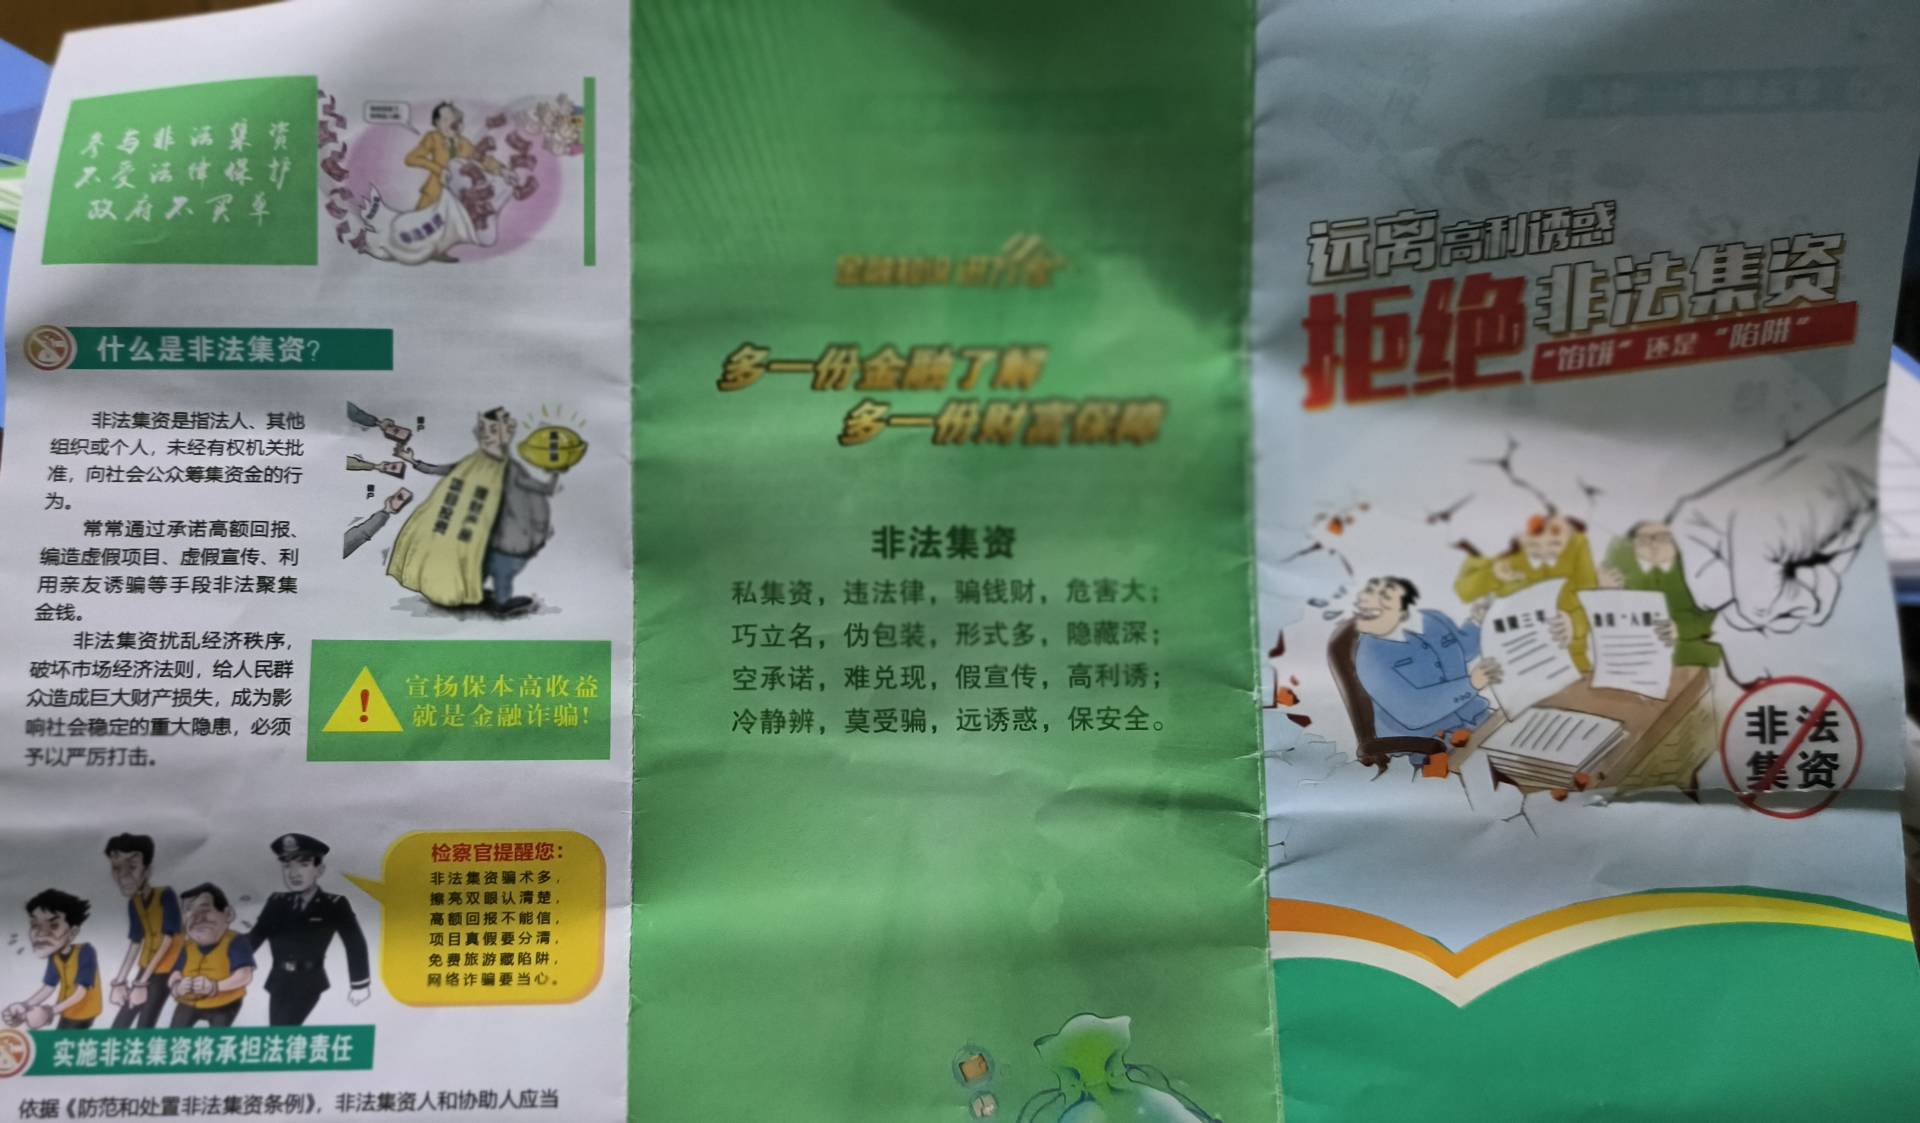 参与非法集资
不受法律保护
政府不买单
非法集资
什么是非法集资?
非法集资是指法人、其他
组织或个人，未经有权机关批
准，向社会公众筹集资金的行
为。
常常通过承诺高额回报、
编造虚假项目、虚假宣传、利
用亲友诱骗等手段非法聚集
金钱。
非法集资扰乱经济秩序，
破坏市场经济法则，给人民群
众造成巨大财产损失，成为影
响社会稳定的重大隐患，必须
予以严厉打击。
宣扬保本高收益
就是金融诈骗!
检察官提醒您：
非法集资骗术多，
擦亮双眼认清楚，
高额回报不能信，
项目真假要分清，
免费旅游藏陷阱，
网络诈骗要当心。
实施非法集资将承担法律责任
依据《防范和处置非法集资条例》，非法集资人和协助人应当
多一份金融了解
多一份财富保障
非法集资
私集资，违法律，骗钱财，危害大；
巧立名，伪包装，形式多，隐藏深；
空承诺，难兑现，假宣传，高利诱；
冷静辨，莫受骗，远诱惑，保安全。
远离高利诱惑
拒绝非法集资
“馅饼”还是“陷阱”
非法
集资